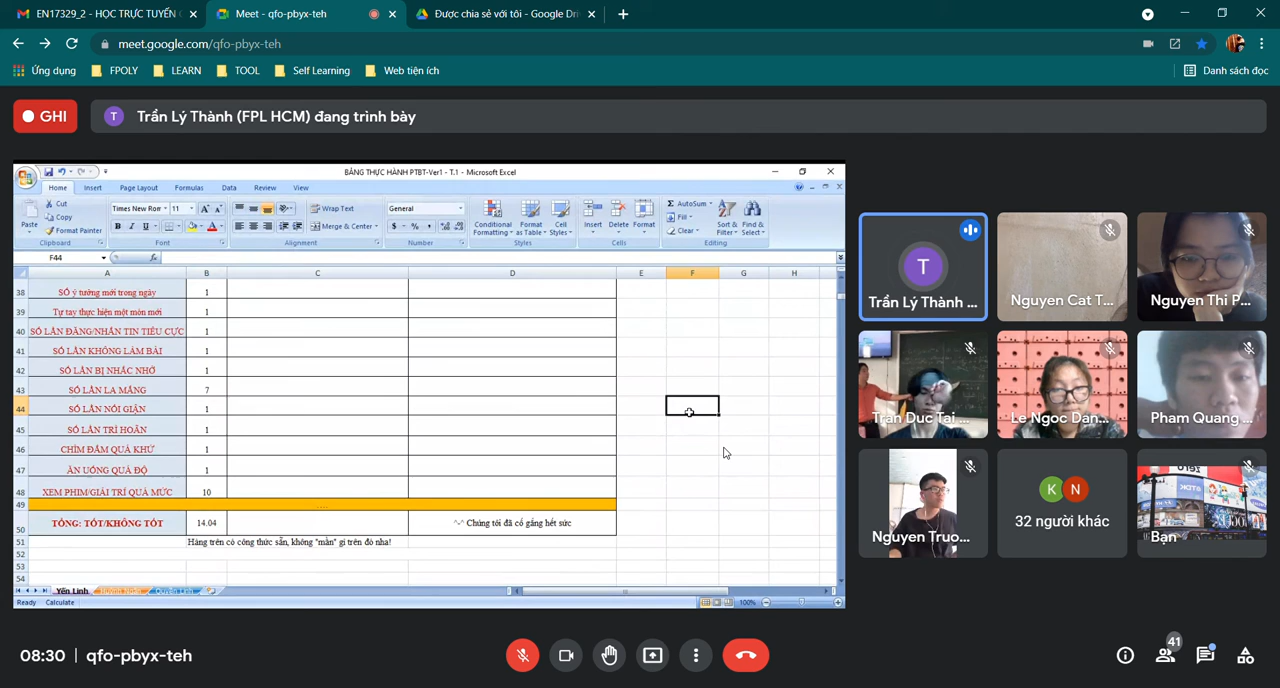 EN17329_2 - HỌC TRỰC TUYẾN
Meet - qfo-pbyx-teh
Được chia sẻ với tôi - Google Dri
meet.google.com/qfo-pbyx-teh
Ứng dụng
FPOLY
LEARN
TOOL
Self Learning
Web tiện ích
Danh sách đọc
GHI
T
Trần Lý Thành (FPL HCM) đang trình bày
BẢNG THỰC HÀNH PTBT-Ver1 - T.1 - Microsoft Excel
Home Insert Page Layout Formulas Data Review View
Paste
Cut
Copy
Format Painter
Clipboard
Times New Ror 11
B I U
Font
Wrap Text
Merge & Center
Alignment
General
$ % ,
Number
Conditional Formatting
Format as Table
Cell Styles
Styles
Insert Delete Format
Cells
AutoSum
Fill
Clear
Sort & Filter
Find & Select
Editing
F44 fx
A B C D E F G H
38 SỐ ý tưởng mới trong ngày 1
39 Tự tay thực hiện một món mới 1
40 SỐ LẦN ĐĂNG/NHẮN TIN TIÊU CỰC 1
41 SỐ LẦN KHÔNG LÀM BÀI 1
42 SỐ LẦN BỊ NHẮC NHỞ 1
43 SỐ LẦN LA MẮNG 7
44 SỐ LẦN NỔI GIẬN 1
45 SỐ LẦN TRÌ HOÃN 1
46 CHÌM ĐẮM QUÁ KHỨ 1
47 ĂN UỐNG QUÁ ĐỘ 1
48 XEM PHIM/GIẢI TRÍ QUÁ MỨC 10
49 ....
50 TỔNG: TỐT/KHÔNG TỐT 14.04 ^-^ Chúng tôi đã cố gắng hết sức
51 Hàng trên có công thức sẵn, không "mằn" gì trên đó nha!
52
53
54
Yến Linh Huỳnh Ngân Duyên Linh
Ready Calculate 100%
T
Trần Lý Thành ...
Nguyen Cat T...
Nguyen Thi P...
Tran Duc Tai ...
Le Ngoc Dan...
Pham Quang ...
Nguyen Truo...
K N
32 người khác
Bạn
08:30 | qfo-pbyx-teh
41